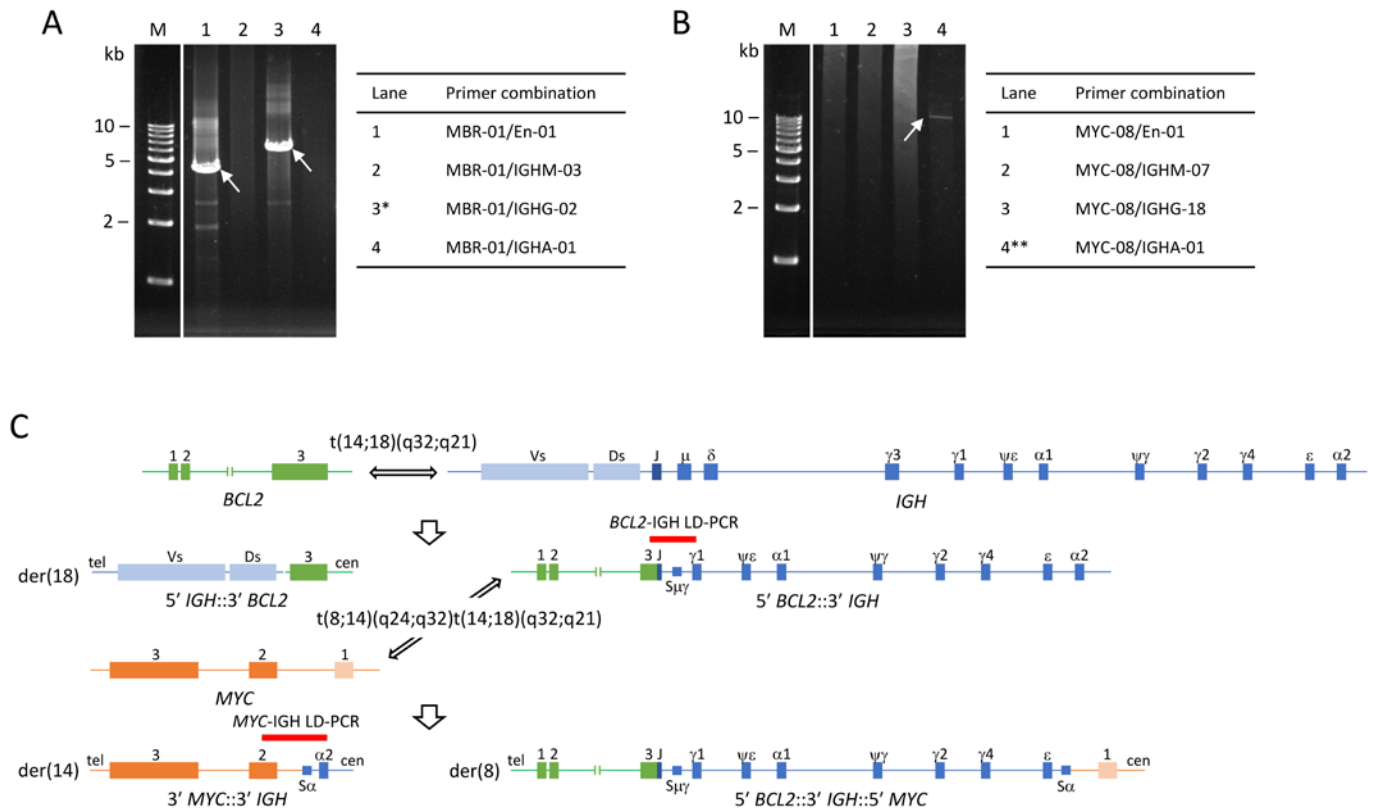 A
M 1 2 3 4
kb
10
5
2
Lane Primer combination
1 MBR-01/En-01
2 MBR-01/IGHM-03
3* MBR-01/IGHG-02
4 MBR-01/IGHA-01
B
M 1 2 3 4
kb
10
5
2
Lane Primer combination
1 MYC-08/En-01
2 MYC-08/IGHM-07
3 MYC-08/IGHG-18
4** MYC-08/IGHA-01
C
1 2 3
BCL2
t(14;18)(q32;q21)
Vs Ds J μ δ γ3 γ1 ψε α1 ψγ γ2 γ4 ε α2
IGH
BCL2-IGH LD-PCR
der(18) tel Vs Ds 3 cen
5′ IGH::3′ BCL2
1 2 3 J γ1 ψε α1 ψγ γ2 γ4 ε α2
Sμγ
5′ BCL2::3′ IGH
t(8;14)(q24;q32)t(14;18)(q32;q21)
3 2 1
MYC
MYC-IGH LD-PCR
der(14) tel 3 2 α2 cen
Sα
3′ MYC::3′ IGH
der(8) tel 1 2 3 J γ1 ψε α1 ψγ γ2 γ4 ε 1 cen
Sμγ Sα
5′ BCL2::3′ IGH::5′ MYC